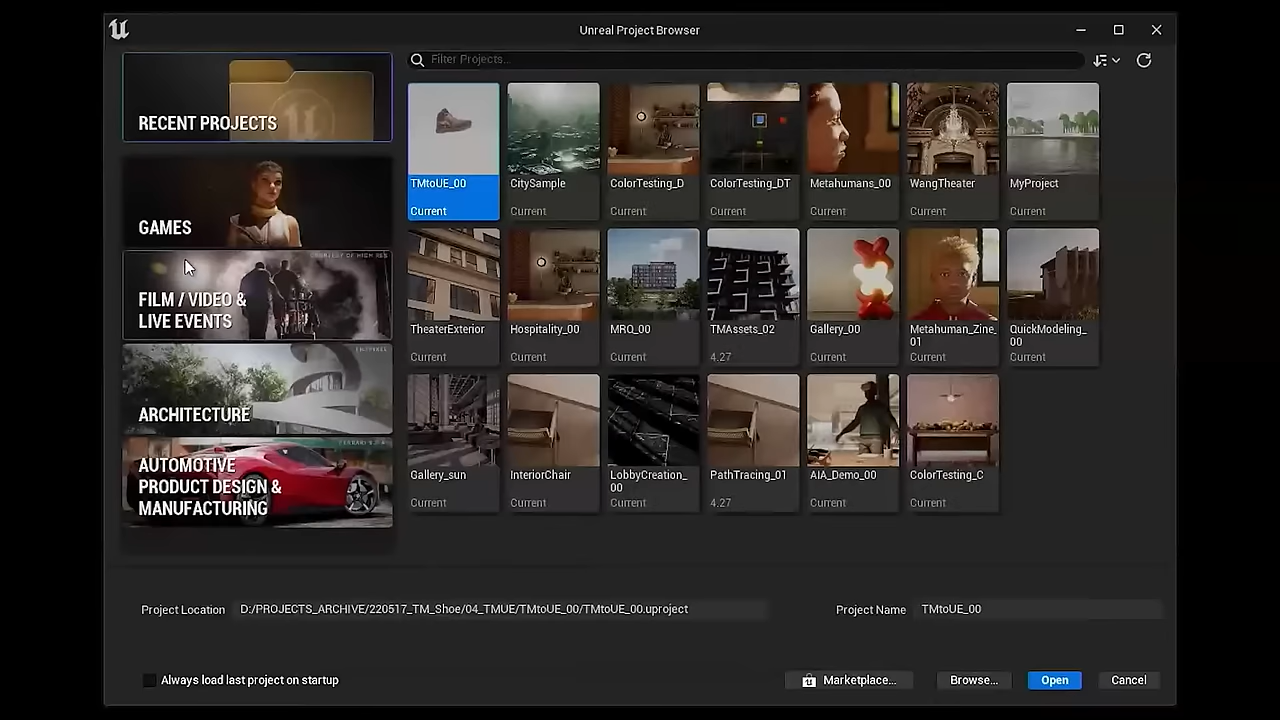 Unreal Project Browser
RECENT PROJECTS
GAMES
COURTESY OF HIGH RES
FILM / VIDEO &
LIVE EVENTS
ARCHITECTURE
AUTOMOTIVE
PRODUCT DESIGN &
MANUFACTURING
Filter Projects...
TMtoUE_00
CitySample
ColorTesting_D
ColorTesting_DT
Metahumans_00
WangTheater
MyProject
Current
Current
Current
Current
Current
Current
Current
TheaterExterior
Hospitality_00
MRQ_00
TMAssets_02
Gallery_00
Metahuman_Zine_
01
QuickModeling_
00
Current
Current
Current
4.27
Current
Current
Current
Gallery_sun
InteriorChair
LobbyCreation_
00
PathTracing_01
AIA_Demo_00
ColorTesting_C
Current
Current
Current
4.27
Current
Current
Project Location
D:/PROJECTS_ARCHIVE/220517_TM_Shoe/04_TMUE/TMtoUE_00/TMtoUE_00.uproject
Project Name
TMtoUE_00
Always load last project on startup
Marketplace...
Browse...
Open
Cancel